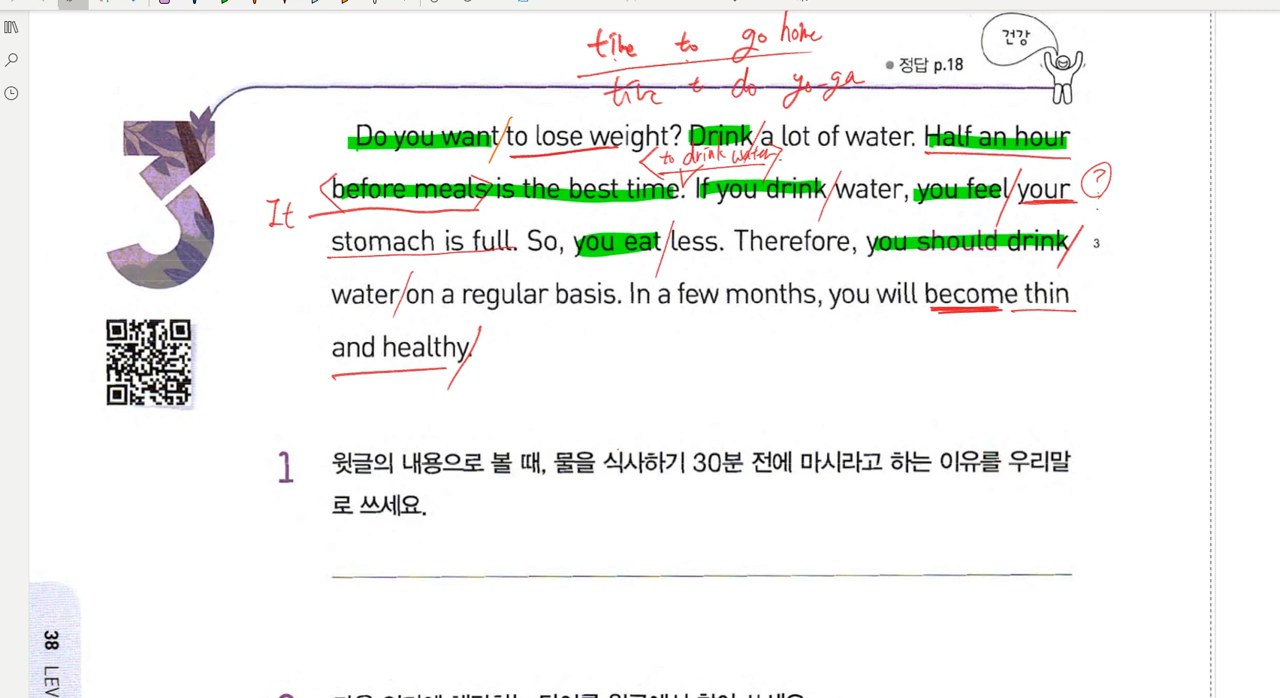 time to go home
time to do yo-ga
건강
정답 p.18
3
Do you want to lose weight? Drink a lot of water. Half an hour
to drink water
before meals is the best time. If you drink water, you feel your ?
It
stomach is full. So, you eat less. Therefore, you should drink 3
water on a regular basis. In a few months, you will become thin
and healthy.
1 윗글의 내용으로 볼 때, 물을 식사하기 30분 전에 마시라고 하는 이유를 우리말
로 쓰세요.
38 LEV